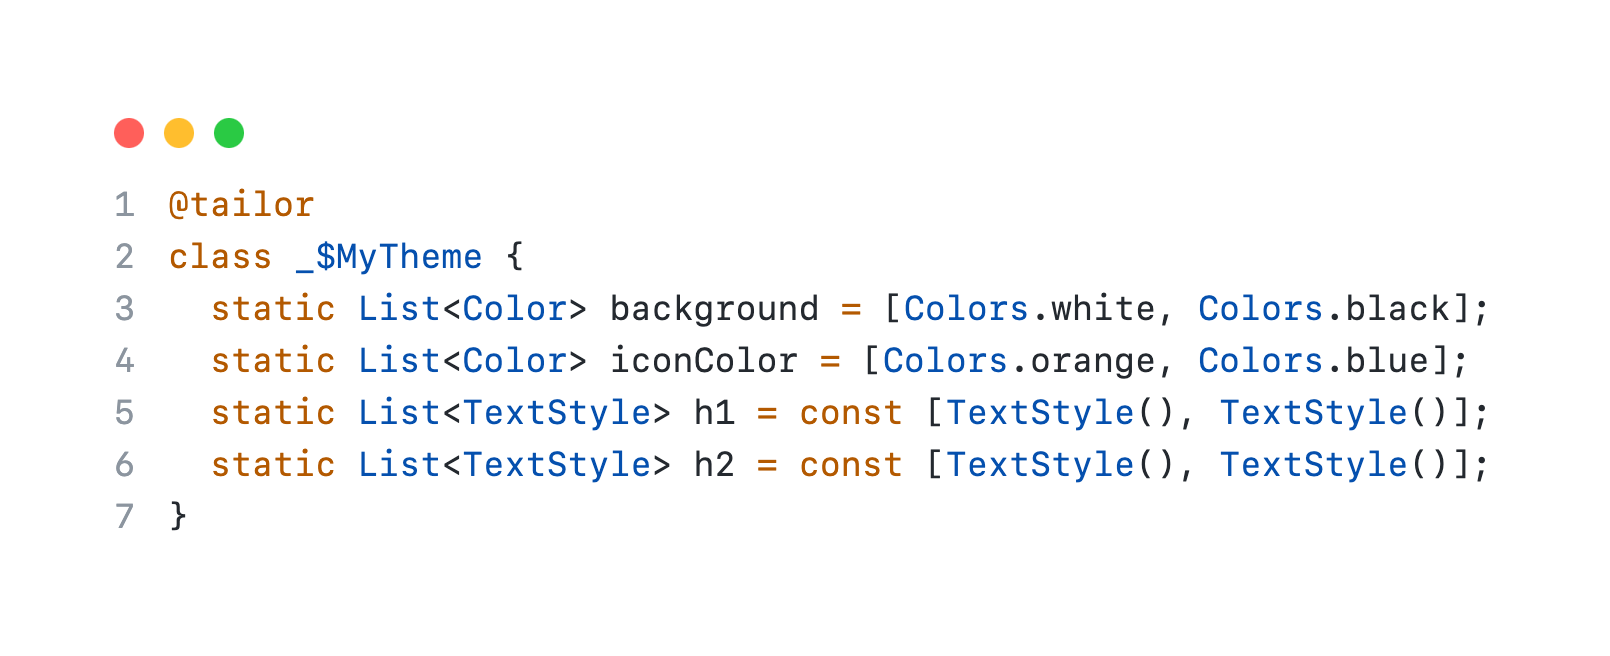 1 @tailor
2 class _$MyTheme {
3   static List<Color> background = [Colors.white, Colors.black];
4   static List<Color> iconColor = [Colors.orange, Colors.blue];
5   static List<TextStyle> h1 = const [TextStyle(), TextStyle()];
6   static List<TextStyle> h2 = const [TextStyle(), TextStyle()];
7 }